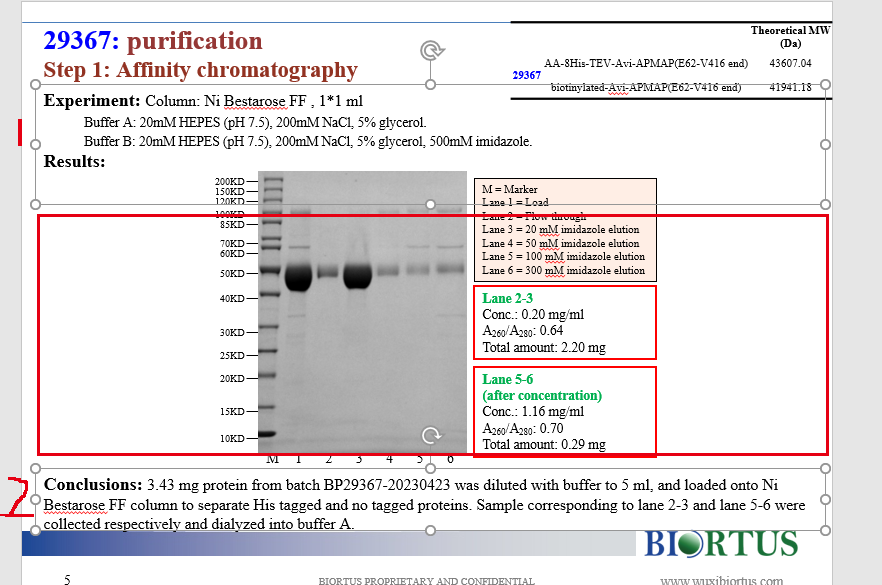 29367: purification
Step 1: Affinity chromatography
Theoretical MW
(Da)
29367
AA-8His-TEV-Avi-APMAP(E62-V416 end) 43607.04
biotinylated-Avi-APMAP(E62-V416 end) 41941.18
Experiment: Column: Ni Bestarose FF , 1*1 ml
Buffer A: 20mM HEPES (pH 7.5), 200mM NaCl, 5% glycerol.
Buffer B: 20mM HEPES (pH 7.5), 200mM NaCl, 5% glycerol, 500mM imidazole.
Results:
200KD
150KD
120KD
100KD
85KD
70KD
60KD
50KD
40KD
30KD
25KD
20KD
15KD
10KD
M 1 2 3 4 5 6
M = Marker
Lane 1 = Load
Lane 2 = Flow through
Lane 3 = 20 mM imidazole elution
Lane 4 = 50 mM imidazole elution
Lane 5 = 100 mM imidazole elution
Lane 6 = 300 mM imidazole elution
Lane 2-3
Conc.: 0.20 mg/ml
A260/A280: 0.64
Total amount: 2.20 mg
Lane 5-6
(after concentration)
Conc.: 1.16 mg/ml
A260/A280: 0.70
Total amount: 0.29 mg
2
Conclusions: 3.43 mg protein from batch BP29367-20230423 was diluted with buffer to 5 ml, and loaded onto Ni
Bestarose FF column to separate His tagged and no tagged proteins. Sample corresponding to lane 2-3 and lane 5-6 were
collected respectively and dialyzed into buffer A.
BIORTUS
5
BIORTUS PROPRIETARY AND CONFIDENTIAL
www.wuxibiortus.com